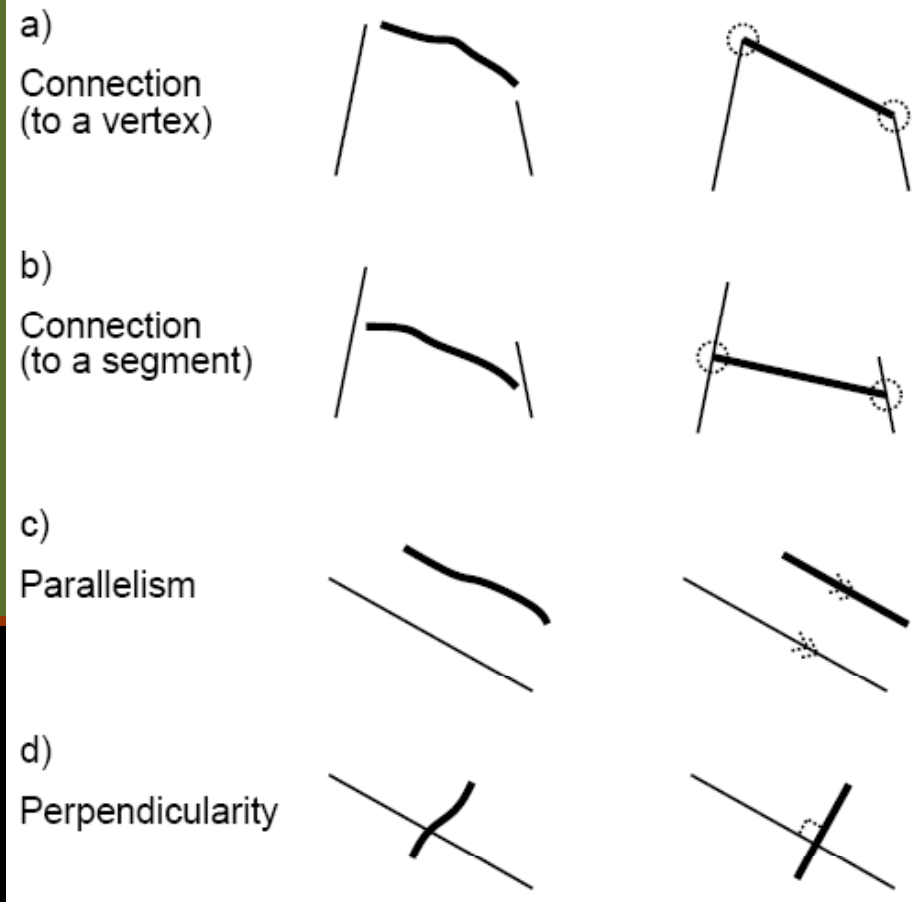 a)
Connection
(to a vertex)
b)
Connection
(to a segment)
c)
Parallelism
d)
Perpendicularity